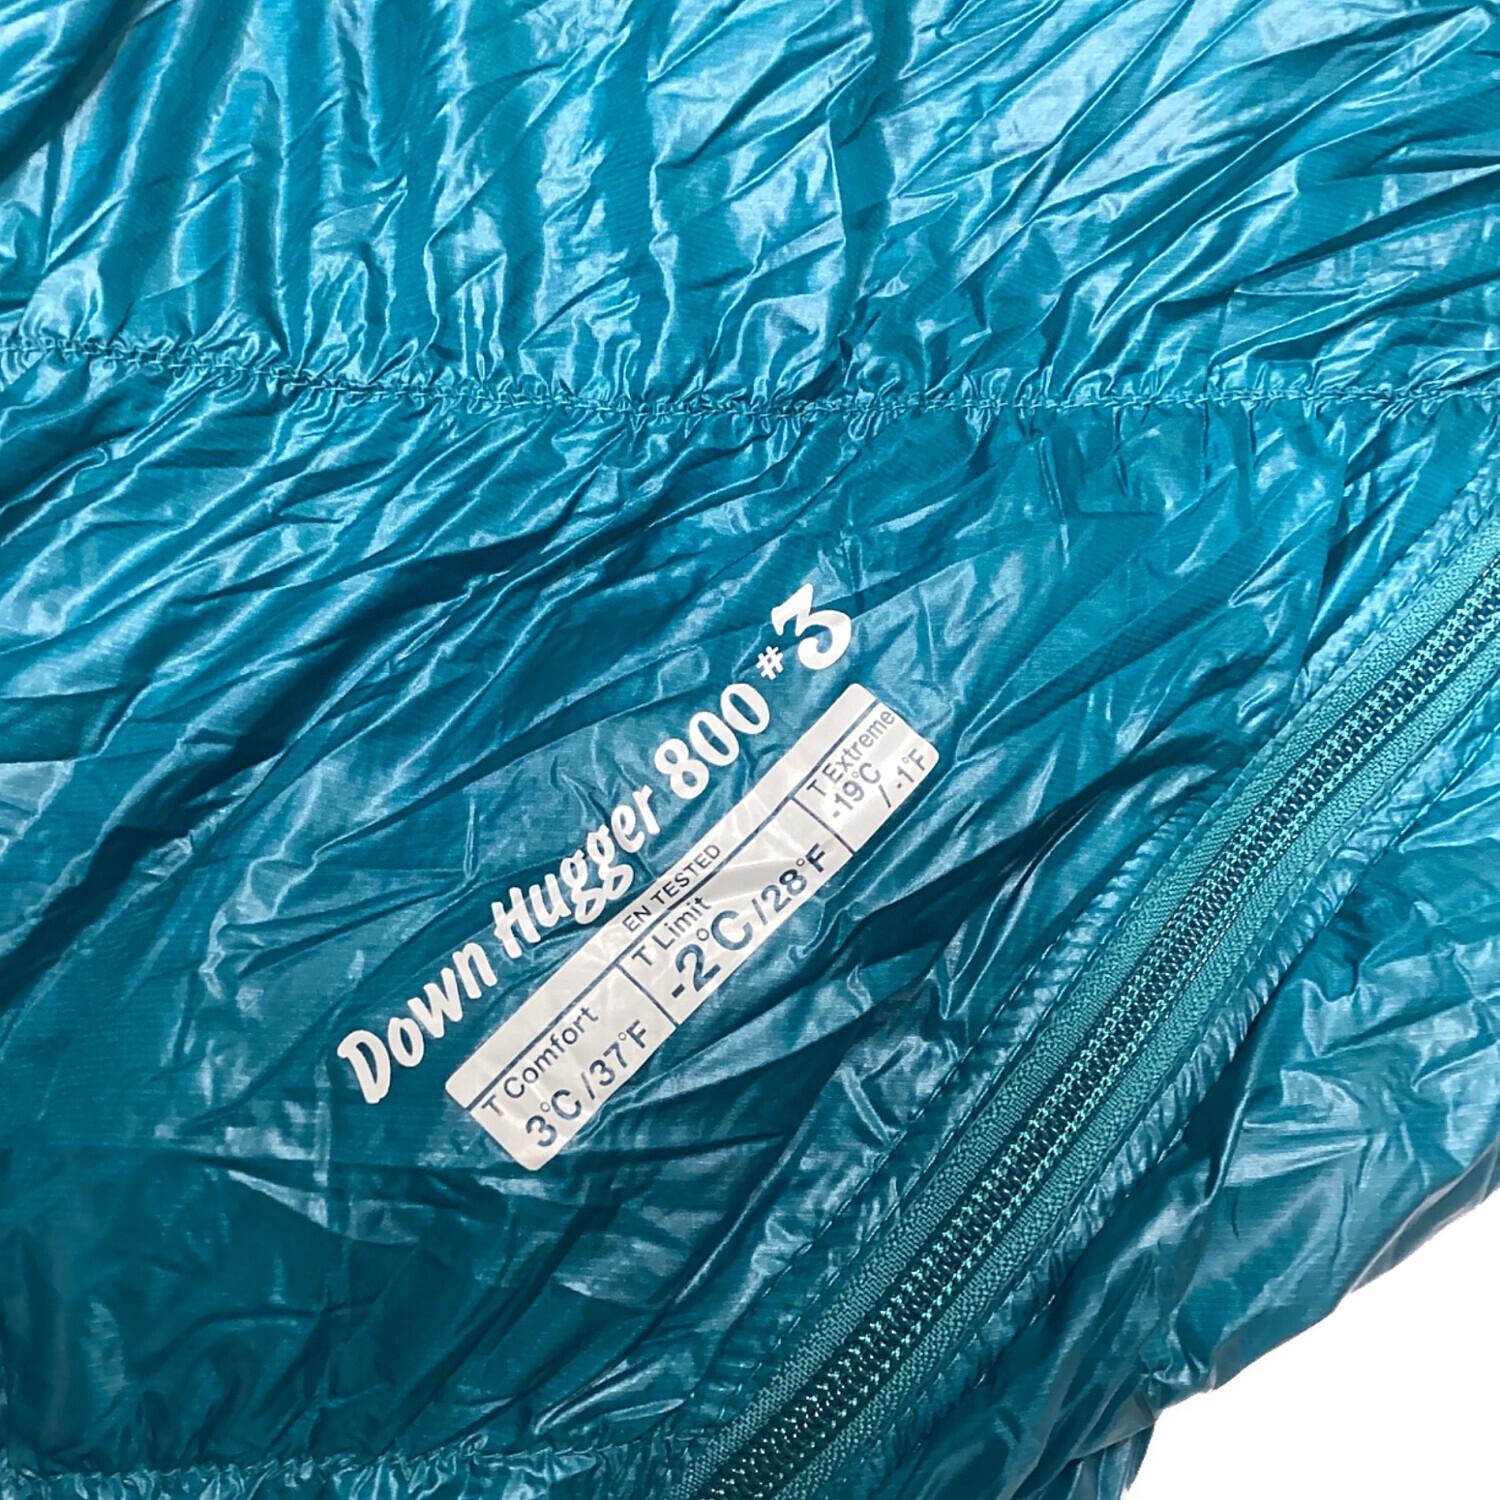 Down Hugger 800 #3
EN TESTED
T Comfort
3°C/37°F
T Limit
-2°C/28°F
T Extreme
-19°C
/-1°F